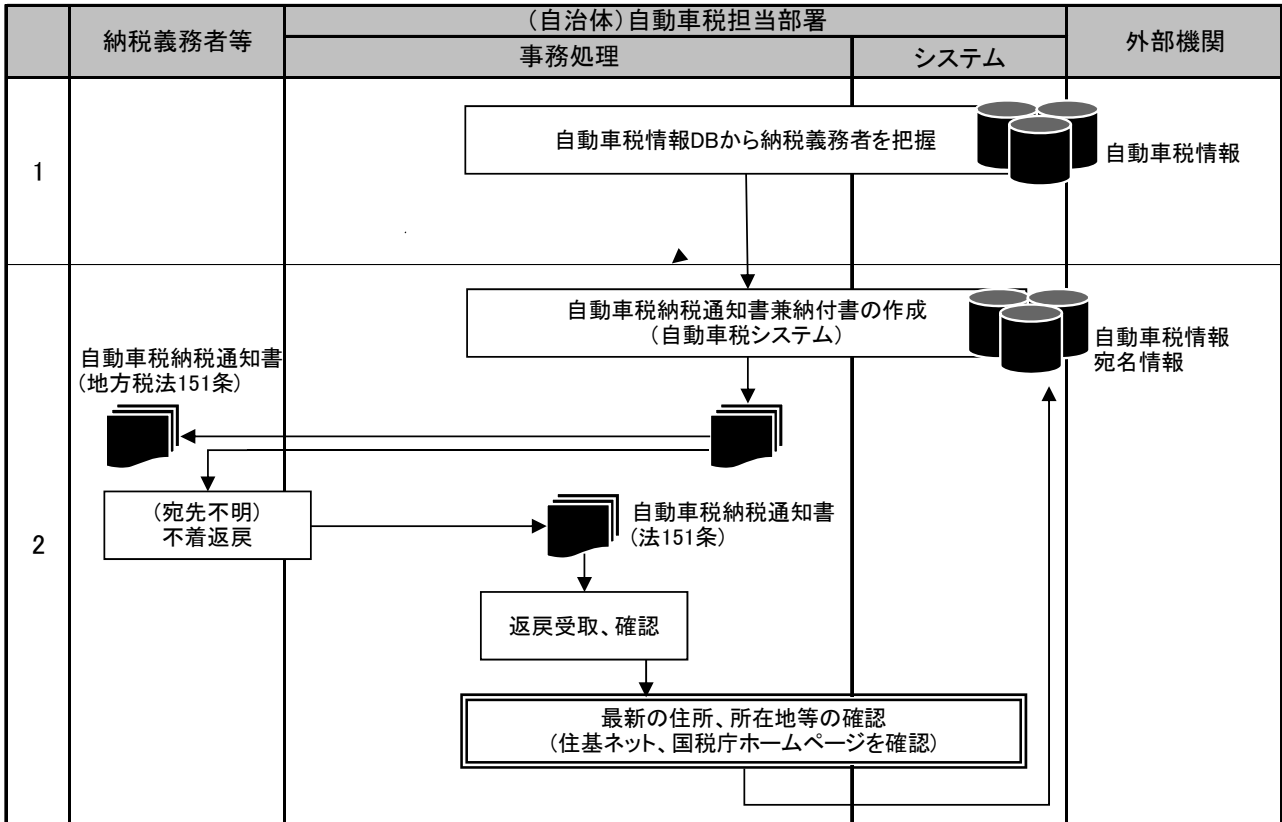 納税義務者等
(自治体)自動車税担当部署
事務処理
システム
外部機関
1
自動車税情報DBから納税義務者を把握
自動車税情報
2
自動車税納税通知書兼納付書の作成
(自動車税システム)
自動車税情報
宛名情報
自動車税納税通知書
(地方税法151条)
(宛先不明)
不着返戻
自動車税納税通知書
(法151条)
返戻受取、確認
最新の住所、所在地等の確認
(住基ネット、国税庁ホームページを確認)